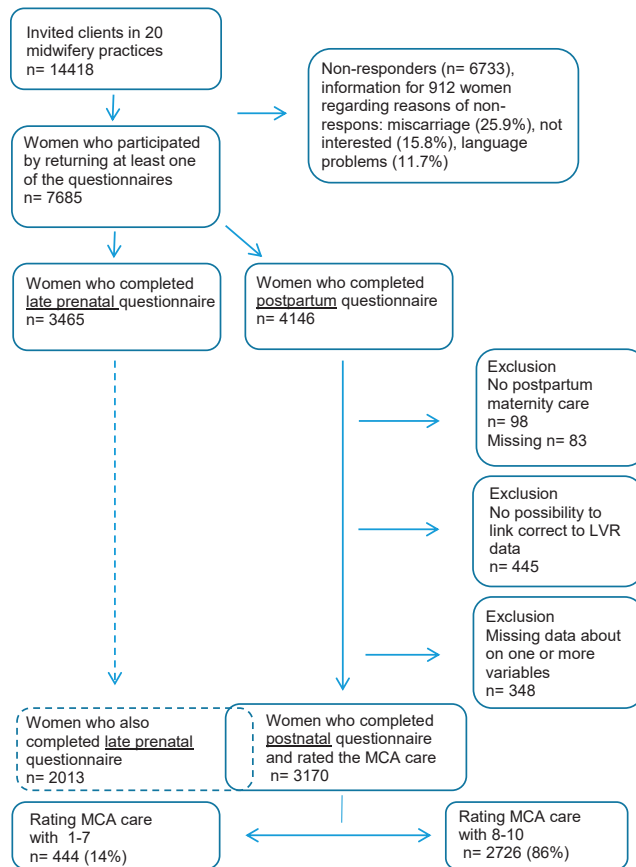 Invited clients in 20
midwifery practices
n= 14418
Non-responders (n= 6733),
information for 912 women
regarding reasons of non-
respons: miscarriage (25.9%), not
interested (15.8%), language
problems (11.7%)
Women who participated
by returning at least one
of the questionnaires
n= 7685
Women who completed
late prenatal questionnaire
n= 3465
Women who completed
postpartum questionnaire
n= 4146
Exclusion
No postpartum
maternity care
n= 98
Missing n= 83
Exclusion
No possibility to
link correct to LVR
data
n= 445
Exclusion
Missing data about
on one or more
variables
n= 348
Women who also
completed late prenatal
questionnaire
n= 2013
Women who completed
postnatal questionnaire
and rated the MCA care
n= 3170
Rating MCA care
with 1-7
n= 444 (14%)
Rating MCA care
with 8-10
n= 2726 (86%)